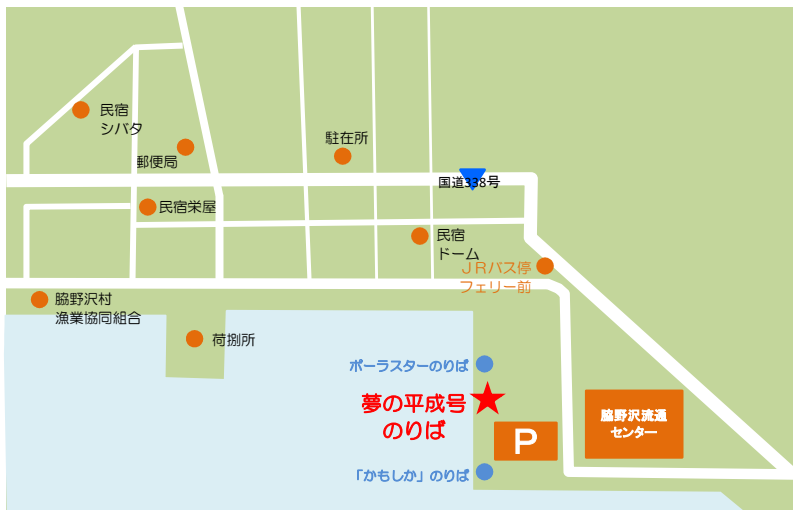 民宿
シバタ
郵便局
駐在所
国道338号
民宿栄屋
民宿
ドーム
JRバス停
フェリー前
脇野沢村
漁業協同組合
荷捌所
ポーラスターのりば
夢の平成号
のりば
P
脇野沢流通
センター
「かもしか」のりば